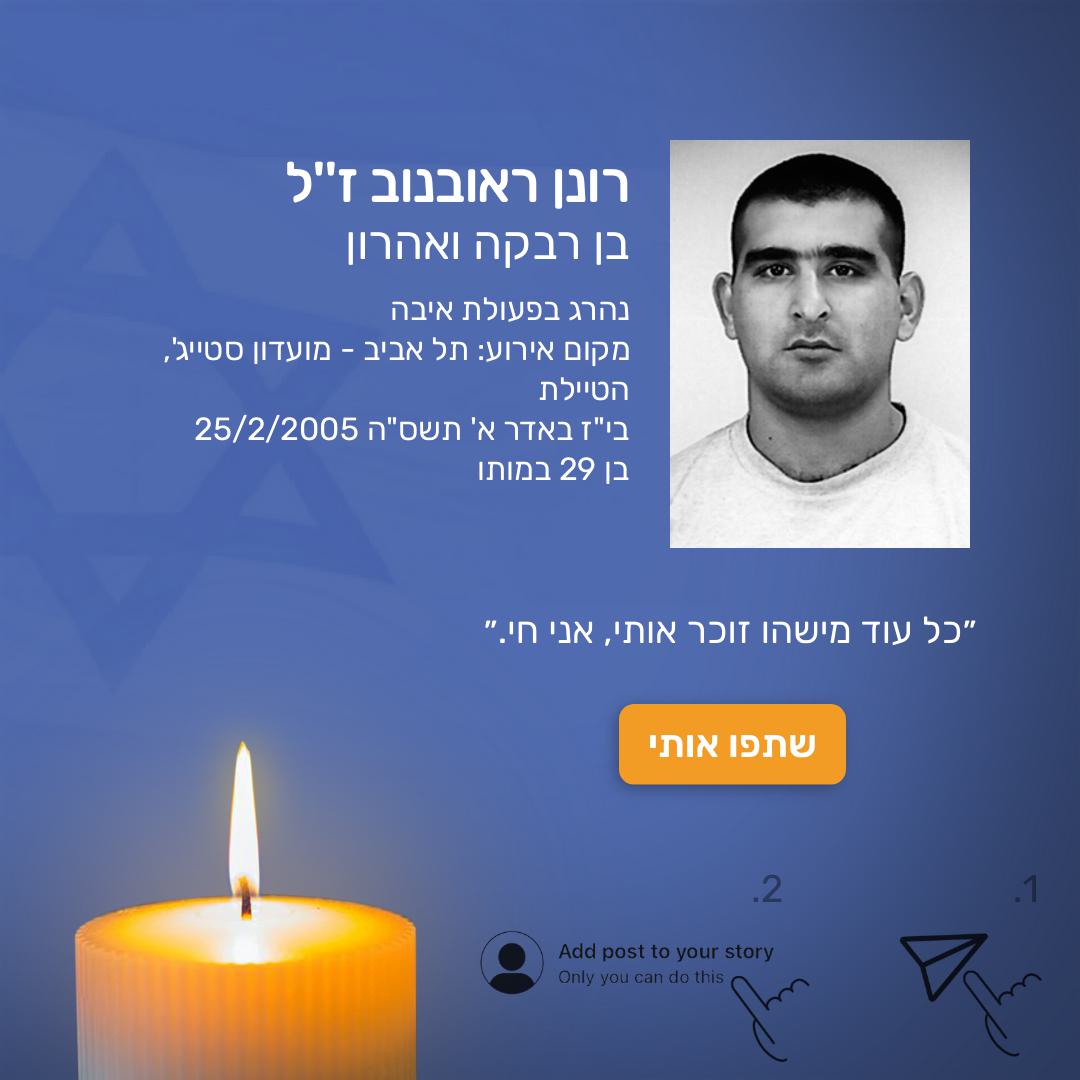 רונן ראובנוב ז"ל
בן רבקה ואהרון
נהרג בפעולת איבה
מקום אירוע: תל אביב - מועדון סטייג',
הטיילת
בי"ז באדר א' תשס"ה 25/2/2005
בן 29 במותו
״כל עוד מישהו זוכר אותי, אני חי.״
שתפו אותי
.1
.2
Add post to your story
Only you can do this